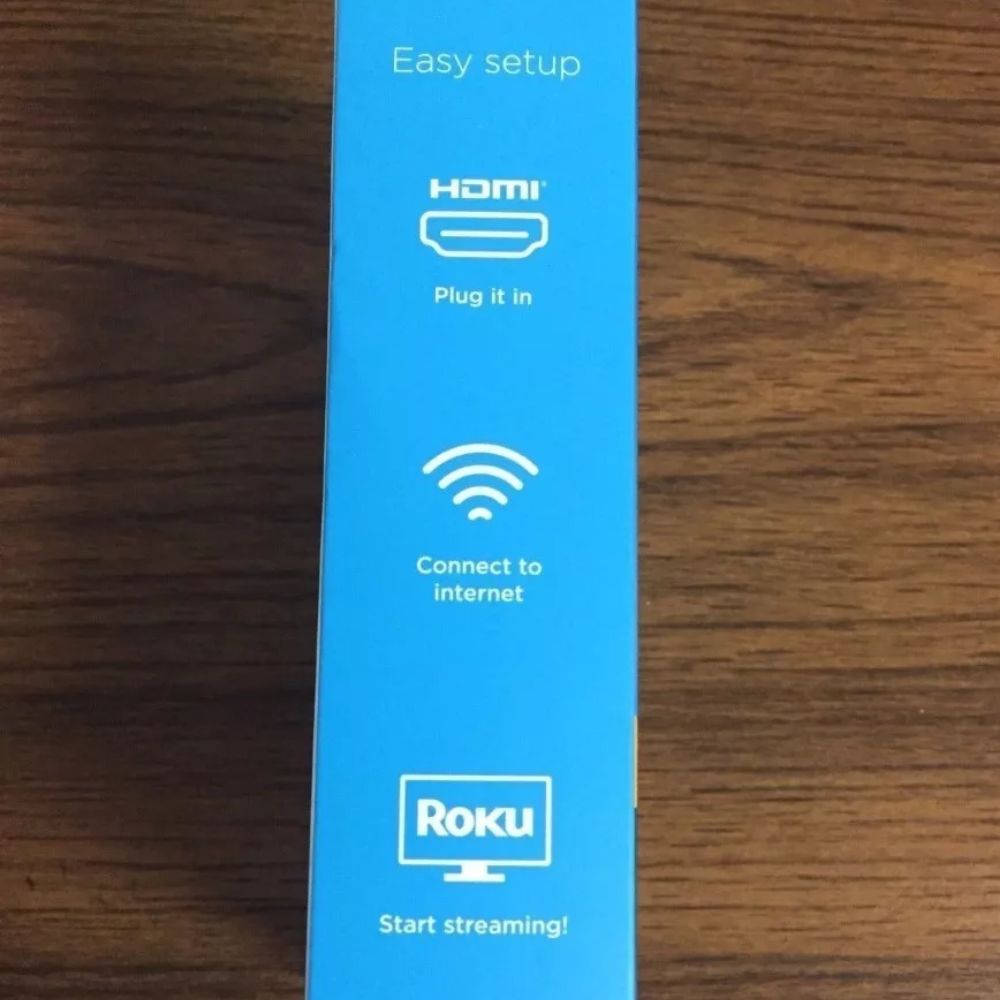 Easy setup
HDMI
Plug it in
Connect to
internet
Roku
Start streaming!